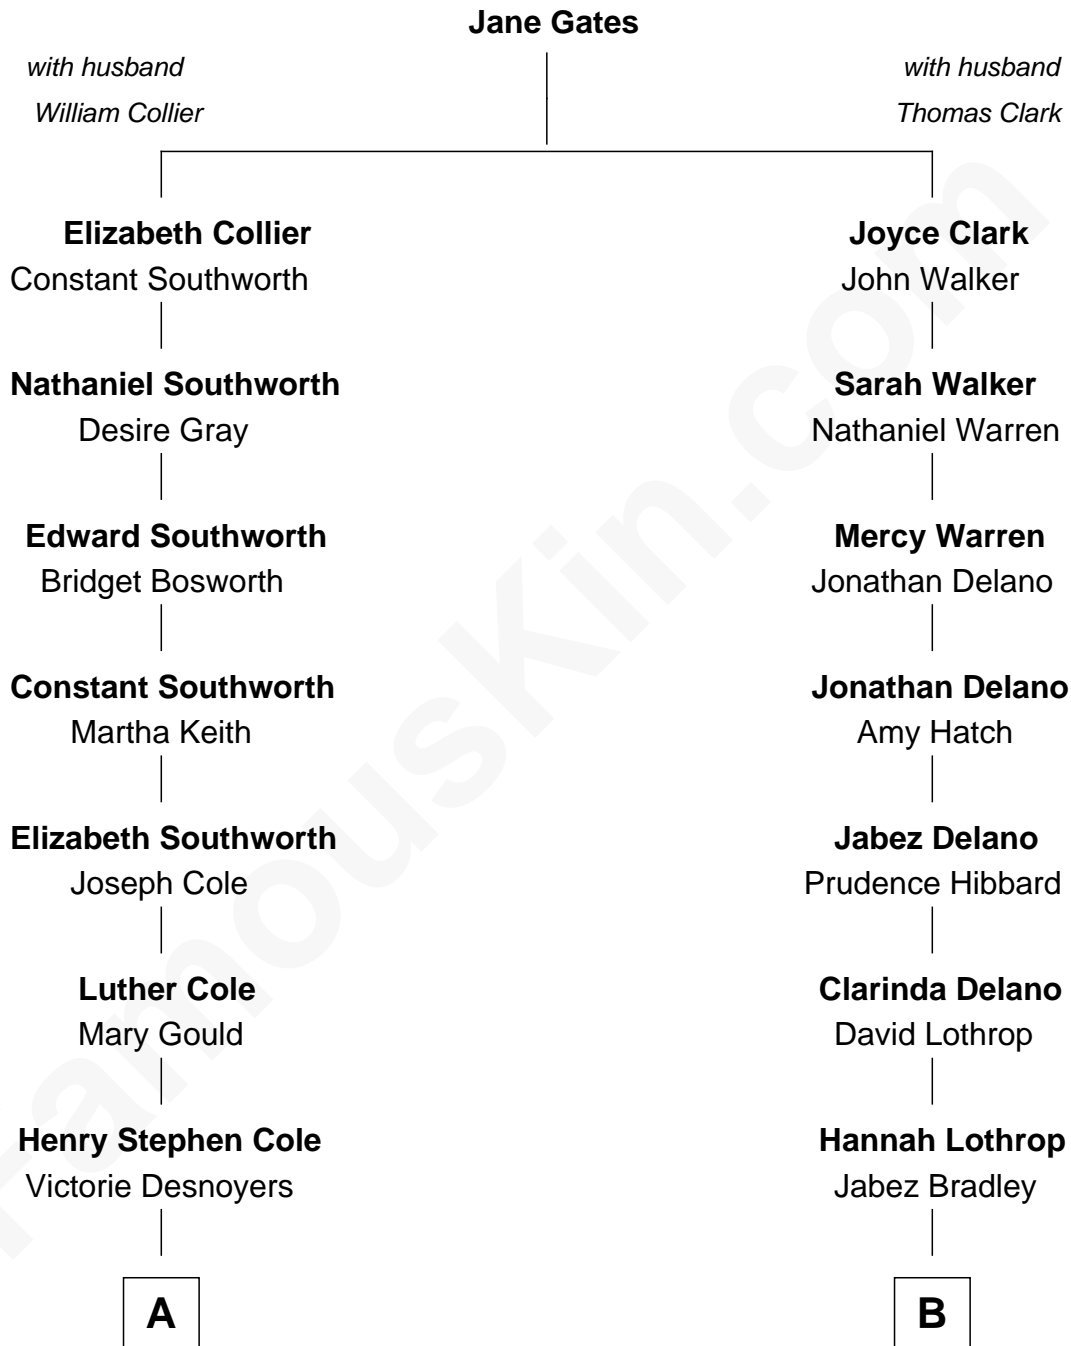 Jane Gates
with husband
William Collier
with husband
Thomas Clark
Elizabeth Collier
Constant Southworth
Joyce Clark
John Walker
Nathaniel Southworth
Desire Gray
Sarah Walker
Nathaniel Warren
Edward Southworth
Bridget Bosworth
Mercy Warren
Jonathan Delano
Constant Southworth
Martha Keith
Jonathan Delano
Amy Hatch
Elizabeth Southworth
Joseph Cole
Jabez Delano
Prudence Hibbard
Luther Cole
Mary Gould
Clarinda Delano
David Lothrop
Henry Stephen Cole
Victorie Desnoyers
Hannah Lothrop
Jabez Bradley
A
B
FamousKin.com